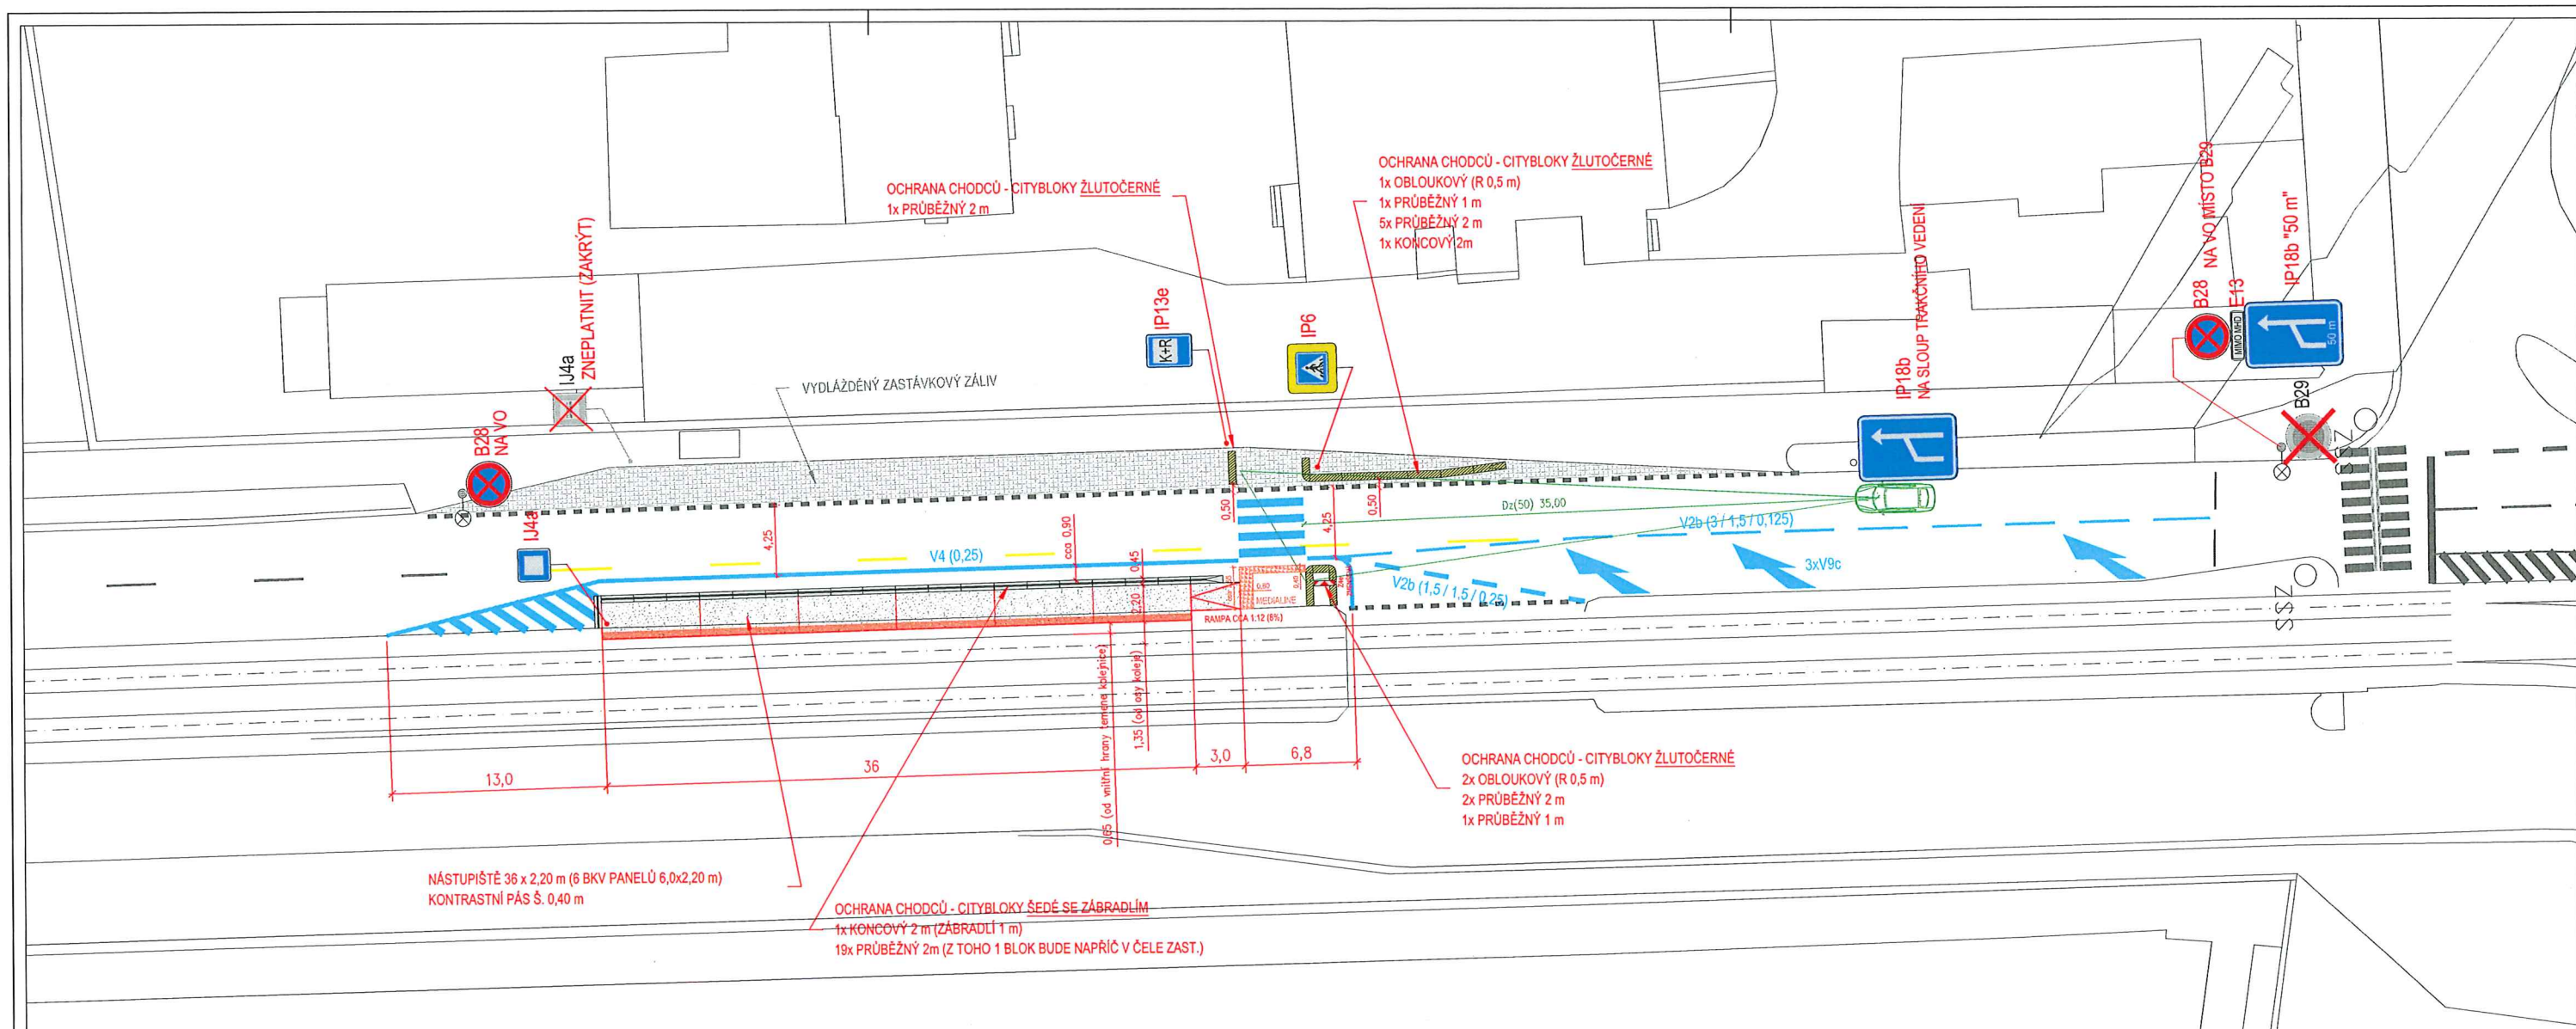 OCHRANA CHODCŮ - CITYBLOKY ŽLUTOČERNÉ
1x PRŮBĚŽNÝ 2 m
OCHRANA CHODCŮ - CITYBLOKY ŽLUTOČERNÉ
1x OBLOUKOVÝ (R 0,5 m)
1x PRŮBĚŽNÝ 1 m
5x PRŮBĚŽNÝ 2 m
1x KONCOVÝ 2m
IJ4a
ZNEPLATNIT (ZAKRÝT)
B28
NA VO
IJ4a
VYDLÁŽDĚNÝ ZASTÁVKOVÝ ZÁLIV
IP13e
K+R
IP6
IP18b
NA SLOUP TRAKČNÍHO VEDENÍ
B28
NA VO MÍSTO B29
E13
MIMO MHD
IP18b "50 m"
50 m
B29
SSZ
4,25
V4 (0,25)
cca 0,90
0,45
0,50
4,25
0,50
Dz(50) 35,00
V2b (3 / 1,5 / 0,125)
V2b (1,5 / 1,5 / 0,25)
3xV9c
SSZ
2,20
0,80
0,40
MEDIALINE
RAMPA CCA 1:12 (8%)
0,65 (od vnitřní hrany temene kolejnice)
1,35 (od osy koleje)
13,0
36
3,0
6,8
OCHRANA CHODCŮ - CITYBLOKY ŽLUTOČERNÉ
2x OBLOUKOVÝ (R 0,5 m)
2x PRŮBĚŽNÝ 2 m
1x PRŮBĚŽNÝ 1 m
NÁSTUPIŠTĚ 36 x 2,20 m (6 BKV PANELŮ 6,0x2,20 m)
KONTRASTNÍ PÁS Š. 0,40 m
OCHRANA CHODCŮ - CITYBLOKY ŠEDÉ SE ZÁBRADLÍM
1x KONCOVÝ 2 m (ZÁBRADLÍ 1 m)
19x PRŮBĚŽNÝ 2m (Z TOHO 1 BLOK BUDE NAPŘÍČ V ČELE ZAST.)